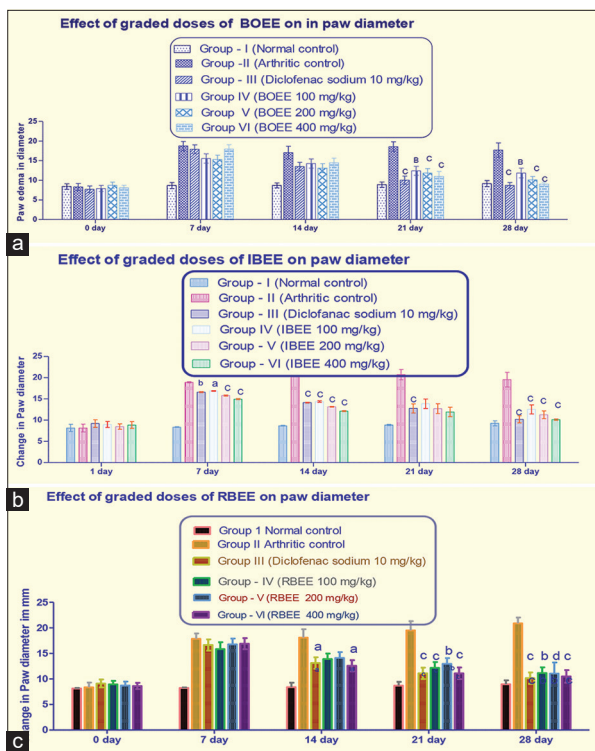 Effect of graded doses of BOEE on in paw diameter
Group - I (Normal control)
Group -II (Arthritic control)
Group - III (Diclofenac sodium 10 mg/kg)
Group IV (BOEE 100 mg/kg)
Group V (BOEE 200 mg/kg)
Group VI (BOEE 400 mg/kg)
Paw edema in diameter
25
20
15
10
5
C B C C
C B C C
0 day 7 day 14 day 21 day 28 day
a
Effect of graded doses of IBEE on paw diameter
Group - I (Normal control)
Group - II (Arthritic control)
Group - III (Diclofanac sodium 10 mg/kg)
Group IV (IBEE 100 mg/kg)
Group - V (IBEE 200 mg/kg)
Group - VI (IBEE 400 mg/kg)
Change in Paw diameter
25
20
15
10
5
0
b a c c
C C C C
C C C C
C C C C
1 day 7 day 14 day 21 day 28 day
b
Effect of graded doses of RBEE on paw diameter
Group 1 Normal control
Group II Arthritic control
Group III (Diclofenac sodium 10 mg/kg)
Group - IV (RBEE 100 mg/kg)
Group - V (RBEE 200 mg/kg)
Group - VI (RBEE 400 mg/kg)
Change in Paw diameter im mm
25
20
15
10
5
0
a a
c c b c
c b d c
0 day 7 day 14 day 21 day 28 day
c